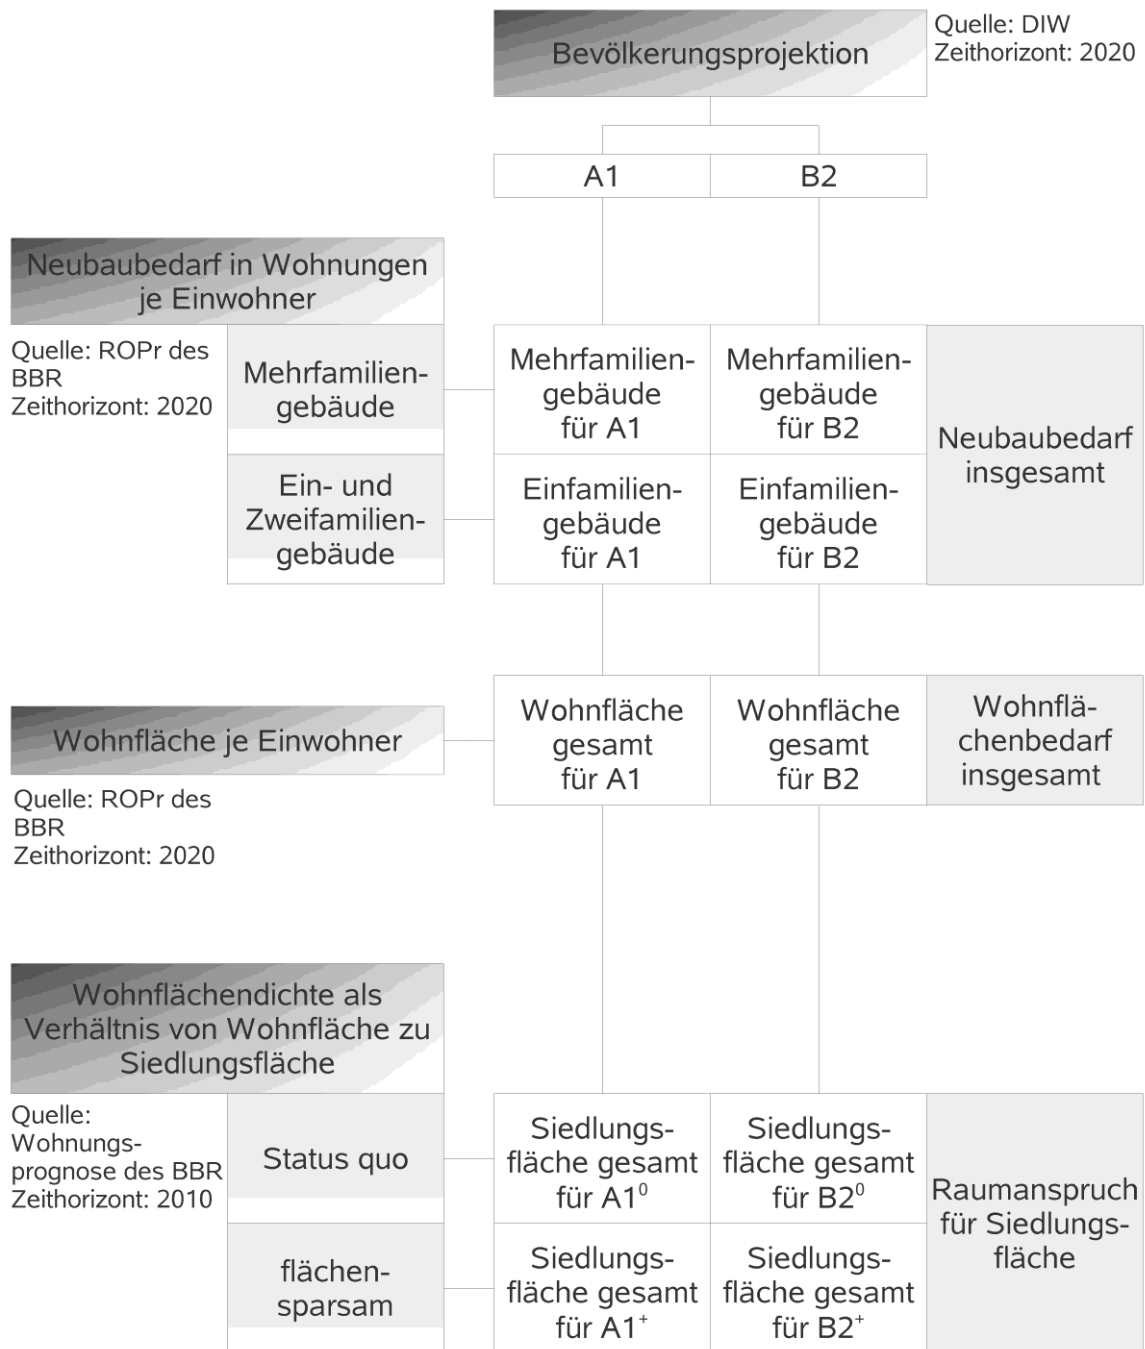 Bevölkerungsprojektion
Quelle: DIW
Zeithorizont: 2020
A1
B2
Neubaubedarf in Wohnungen
je Einwohner
Quelle: ROPr des
BBR
Zeithorizont: 2020
Mehrfamilien-
gebäude
Mehrfamilien-
gebäude
für A1
Mehrfamilien-
gebäude
für B2
Neubaubedarf
insgesamt
Ein- und
Zweifamilien-
gebäude
Einfamilien-
gebäude
für A1
Einfamilien-
gebäude
für B2
Wohnfläche je Einwohner
Quelle: ROPr des
BBR
Zeithorizont: 2020
Wohnfläche
gesamt
für A1
Wohnfläche
gesamt
für B2
Wohnflä-
chenbedarf
insgesamt
Wohnflächendichte als
Verhältnis von Wohnfläche zu
Siedlungsfläche
Quelle:
Wohnungs-
prognose des BBR
Zeithorizont: 2010
Status quo
Siedlungs-
fläche gesamt
für A1⁰
Siedlungs-
fläche gesamt
für B2⁰
Raumanspruch
für Siedlungs-
fläche
flächen-
sparsam
Siedlungs-
fläche gesamt
für A1⁺
Siedlungs-
fläche gesamt
für B2⁺